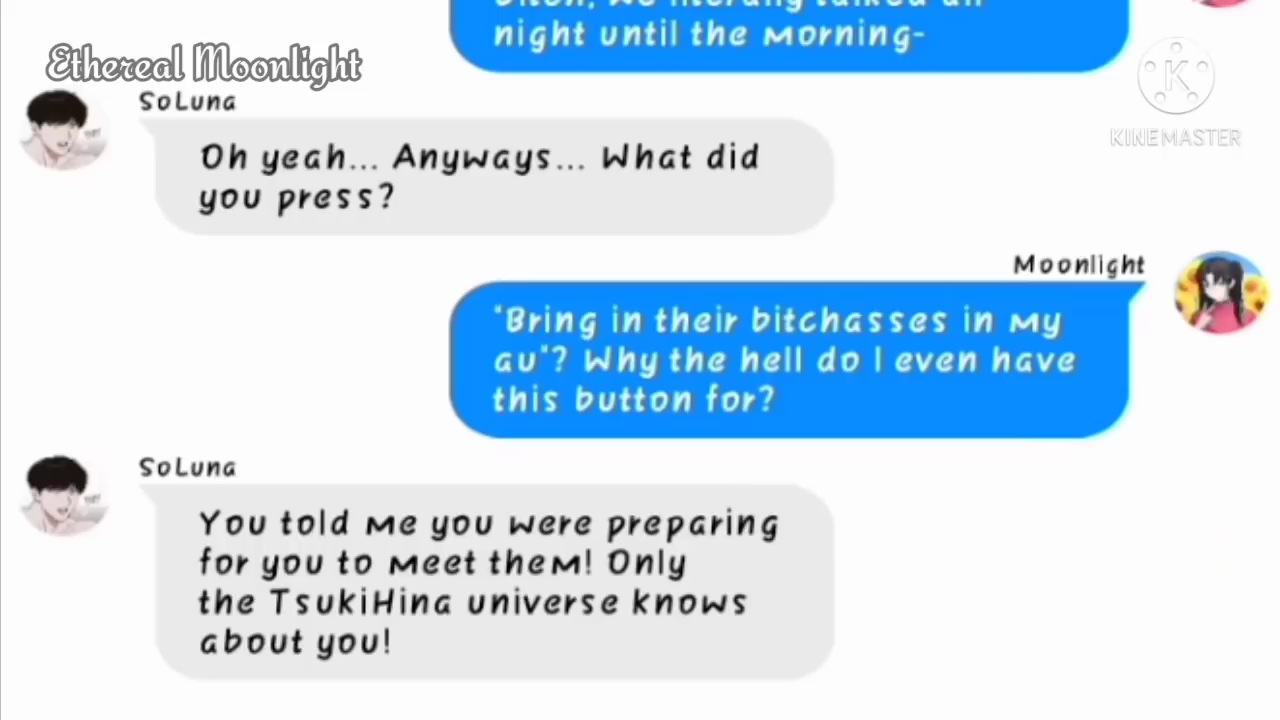 night until the morning-
Ethereal Moonlight
K
KINEMASTER
SoLuna
Oh yeah... Anyways... What did
you press?
Moonlight
"Bring in their bitchasses in my
au"? Why the hell do I even have
this button for?
SoLuna
You told me you were preparing
for you to meet them! Only
the TsukiHina universe knows
about you!